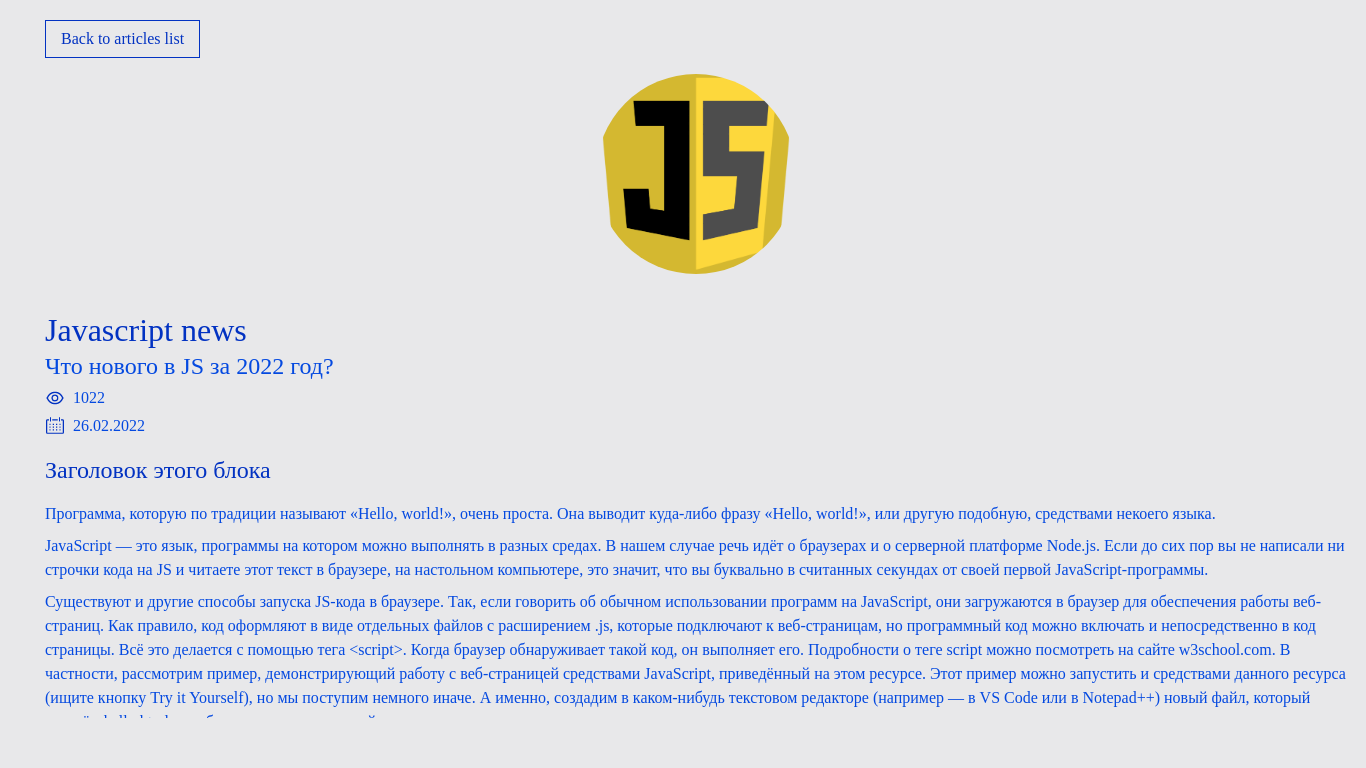 Back to articles list
JS
Javascript news
Что нового в JS за 2022 год?
1022
26.02.2022
Заголовок этого блока
Программа, которую по традиции называют «Hello, world!», очень проста. Она выводит куда-либо фразу «Hello, world!», или другую подобную, средствами некоего языка.
JavaScript — это язык, программы на котором можно выполнять в разных средах. В нашем случае речь идёт о браузерах и о серверной платформе Node.js. Если до сих пор вы не написали ни
строчки кода на JS и читаете этот текст в браузере, на настольном компьютере, это значит, что вы буквально в считанных секундах от своей первой JavaScript-программы.
Существуют и другие способы запуска JS-кода в браузере. Так, если говорить об обычном использовании программ на JavaScript, они загружаются в браузер для обеспечения работы веб-
страниц. Как правило, код оформляют в виде отдельных файлов с расширением .js, которые подключают к веб-страницам, но программный код можно включать и непосредственно в код
страницы. Всё это делается с помощью тега <script>. Когда браузер обнаруживает такой код, он выполняет его. Подробности о теге script можно посмотреть на сайте w3school.com. В
частности, рассмотрим пример, демонстрирующий работу с веб-страницей средствами JavaScript, приведённый на этом ресурсе. Этот пример можно запустить и средствами данного ресурса
(ищите кнопку Try it Yourself), но мы поступим немного иначе. А именно, создадим в каком-нибудь текстовом редакторе (например — в VS Code или в Notepad++) новый файл, который